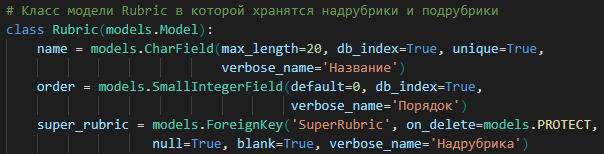 # Класс модели Rubric в которой хранятся надрубрики и подрубрики
class Rubric(models.Model):
    name = models.CharField(max_length=20, db_index=True, unique=True,
                            verbose_name='Название')
    order = models.SmallIntegerField(default=0, db_index=True,
                                     verbose_name='Порядок')
    super_rubric = models.ForeignKey('SuperRubric', on_delete=models.PROTECT,
                   null=True, blank=True, verbose_name='Надрубрика')